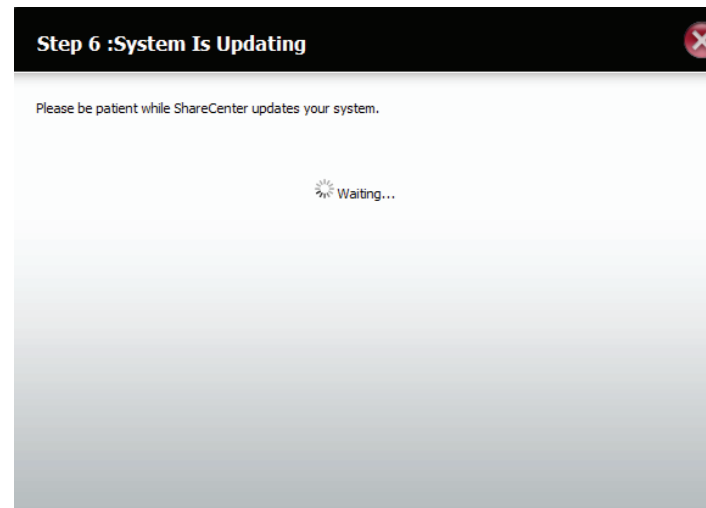 Step 6 :System Is Updating
Please be patient while ShareCenter updates your system.
Waiting...